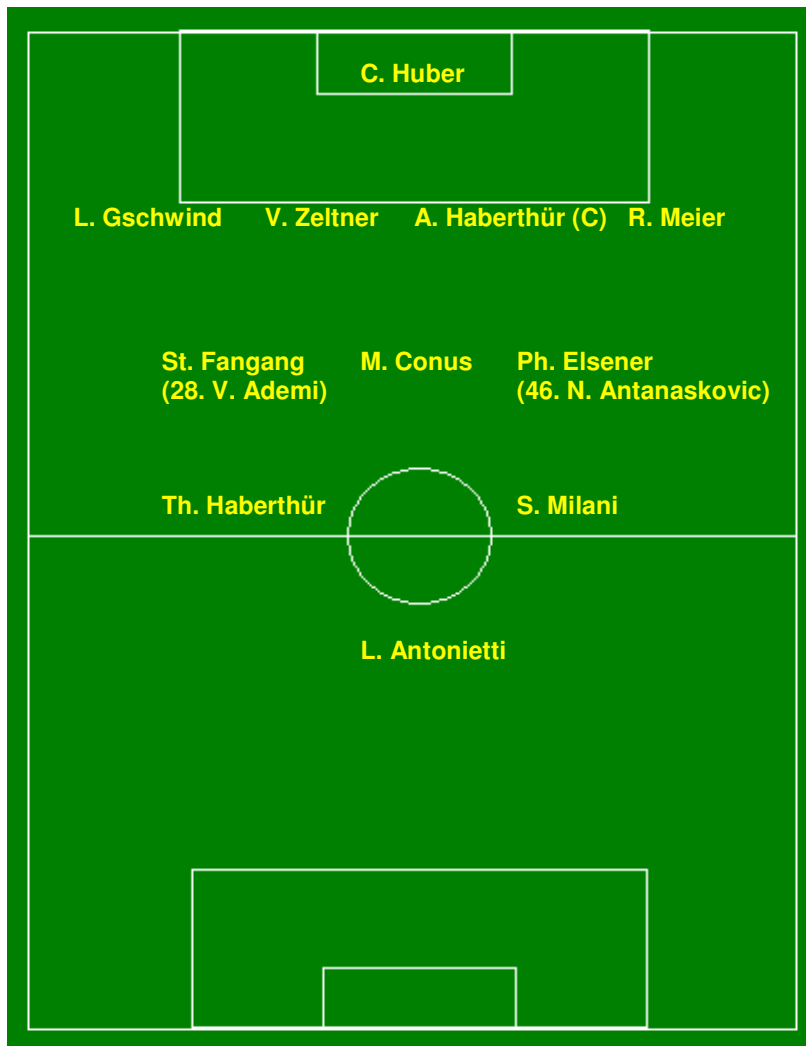 C. Huber
L. Gschwind V. Zeltner A. Haberthür (C) R. Meier
St. Fangang M. Conus Ph. Elsener
(28. V. Ademi) (46. N. Antanaskovic)
Th. Haberthür S. Milani
L. Antonietti